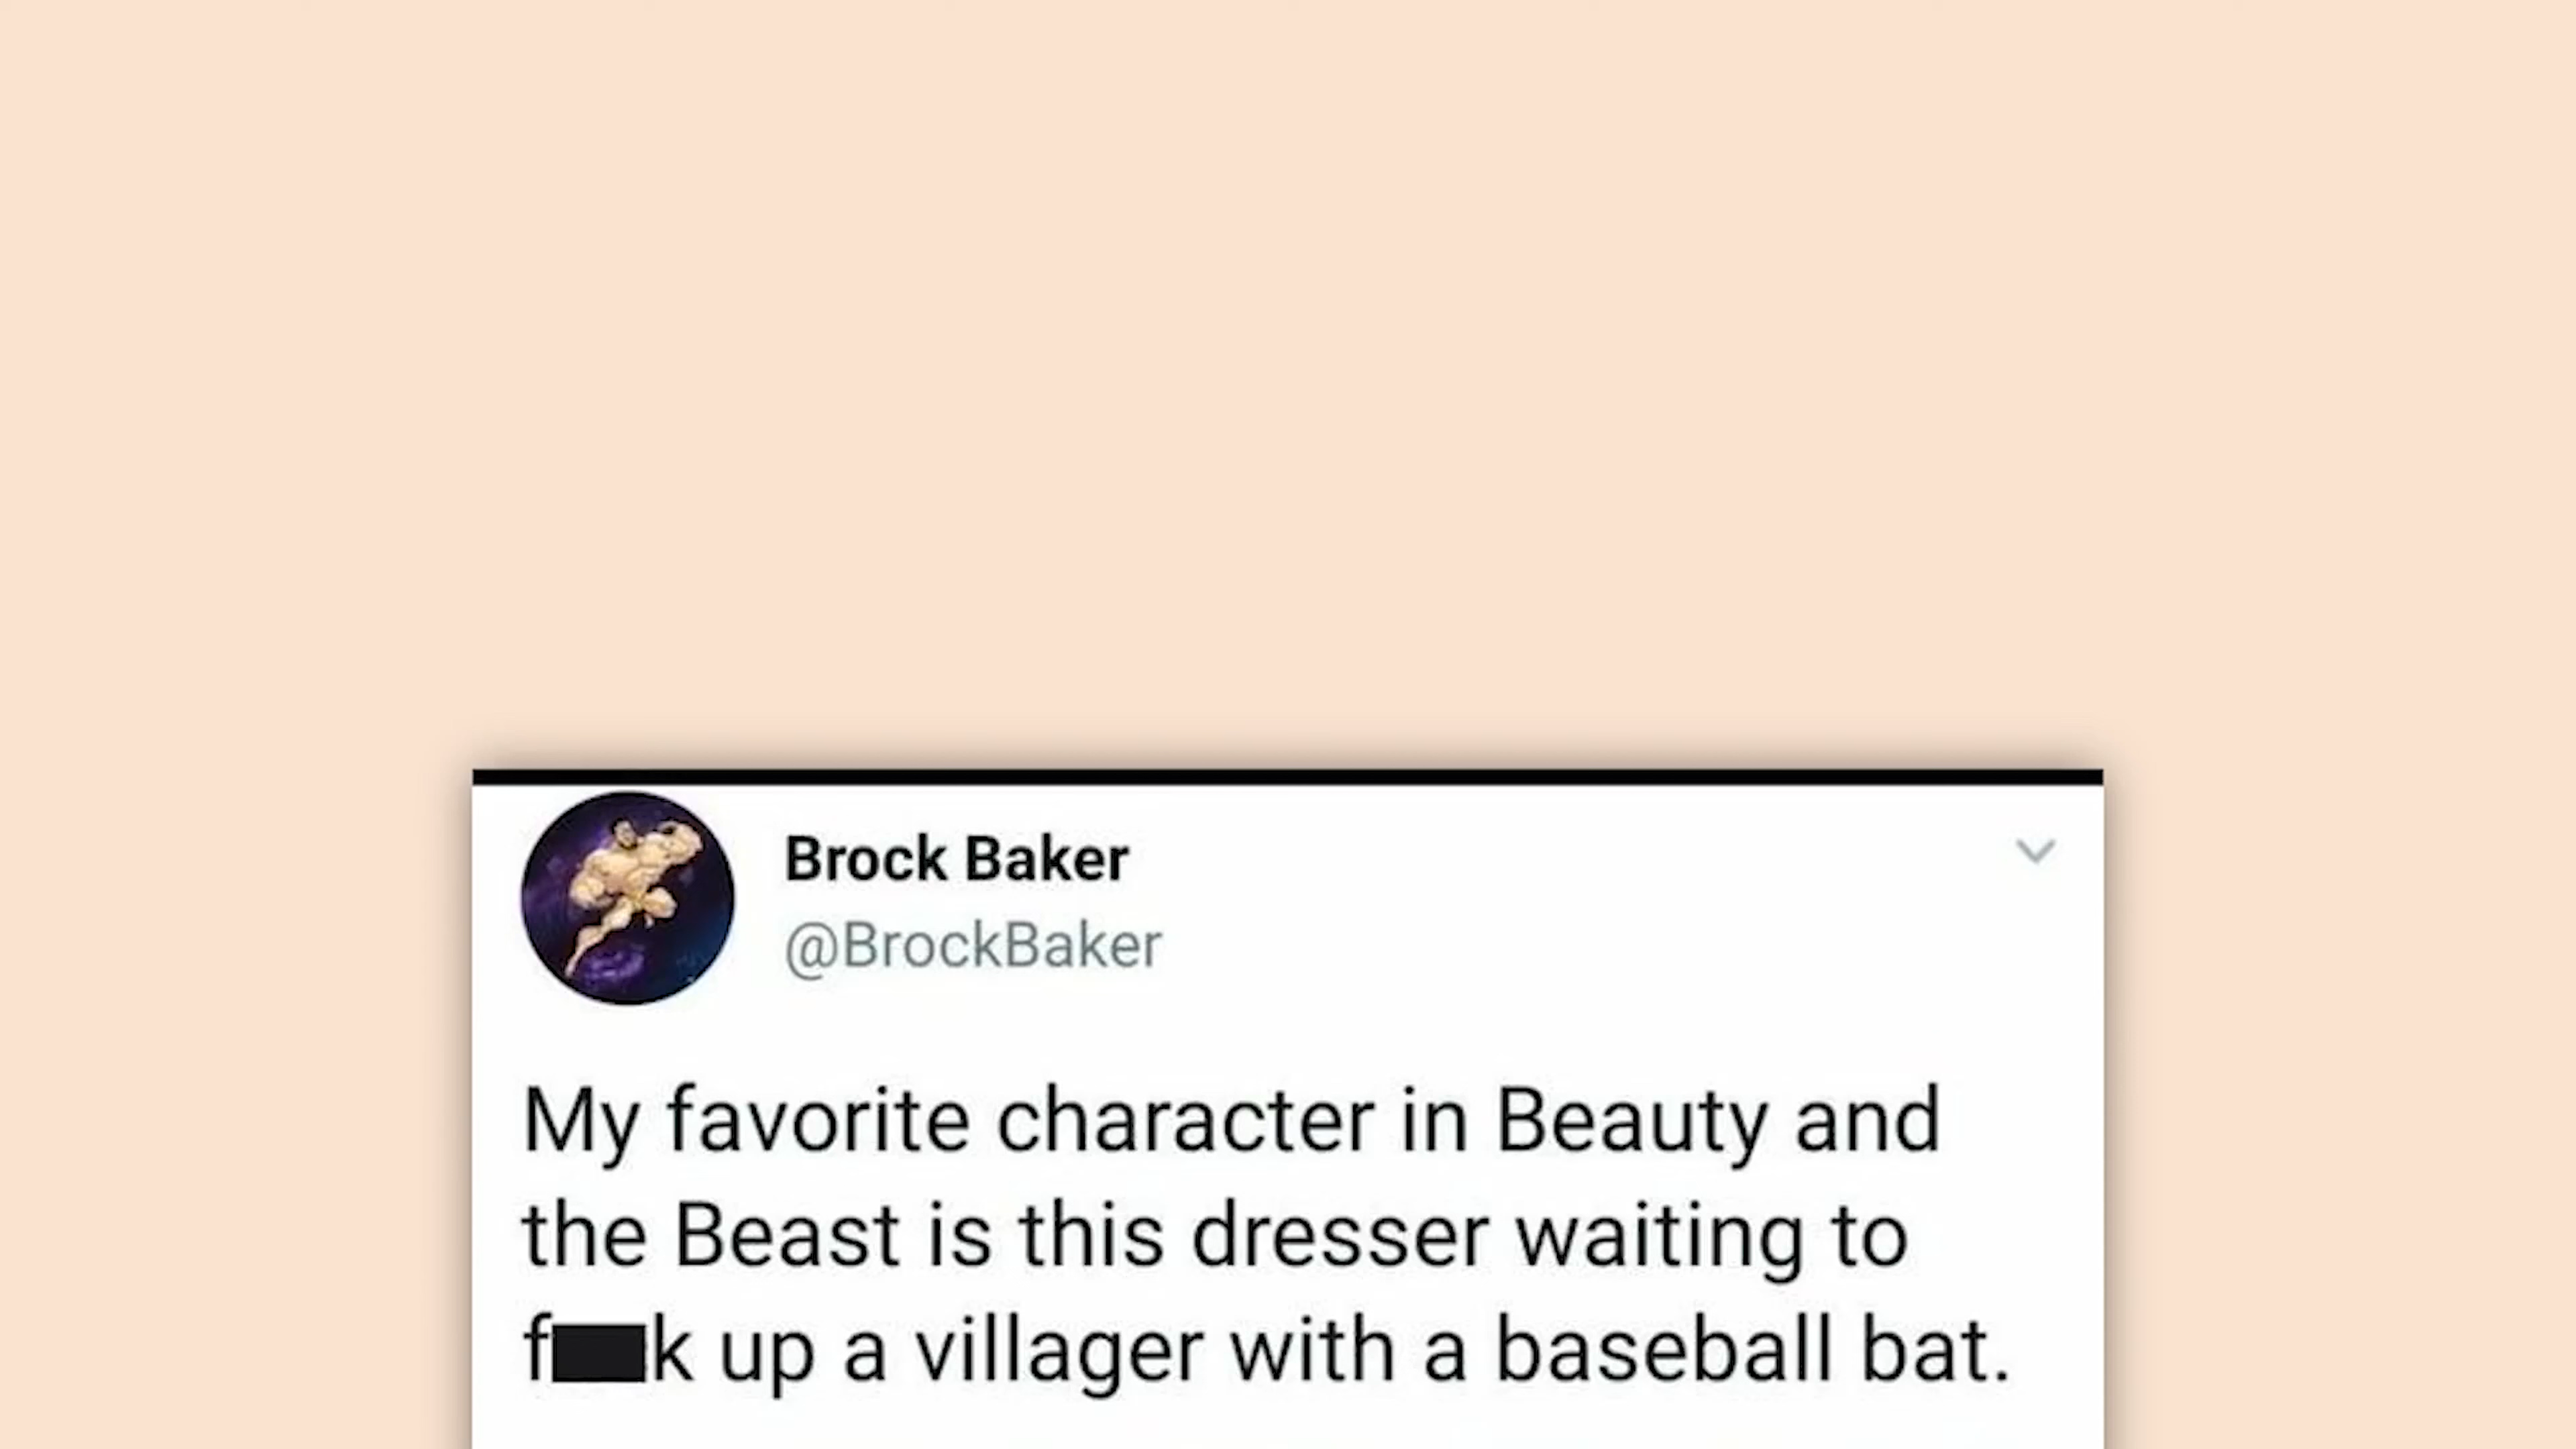 Brock Baker
@BrockBaker
My favorite character in Beauty and
the Beast is this dresser waiting to
f█k up a villager with a baseball bat.